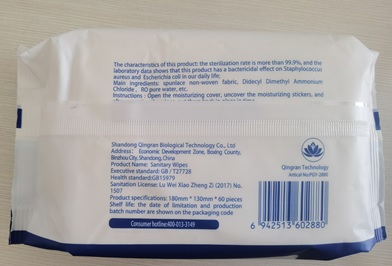 The characteristics of this product: the sterilization rate is more than 99.9%, and the
laboratory data shows that this product has a bactericidal effect on Staphylococcus
aureus and Escherichia coli in our daily life;
Main ingredients: spunlace non-woven fabric, Didecyl Dimethyl Ammonium
Chloride , RO pure water, etc.
Instructions : Open the moisturizing cover, uncover the moisturizing stickers, and
Shandong Qingran Biological Technology Co., Ltd
Address: Economic Development Zone, Boxing County,
Binzhou City, Shandong, China
Product Name: Sanitary Wipes
Executive standard: GB / T27728
Health standard:GB15979
Sanitation License: Lu Wei Xiao Zheng Zi (2017) No.
1507
Product specifications: 180mm * 130mm * 60 pieces
Shelf life: the date of limitation and production
batch number are shown on the packaging code
Consumer hotline:400-013-3149
Qingran Technology
Artical No:PDY-2880
6 942513 602880